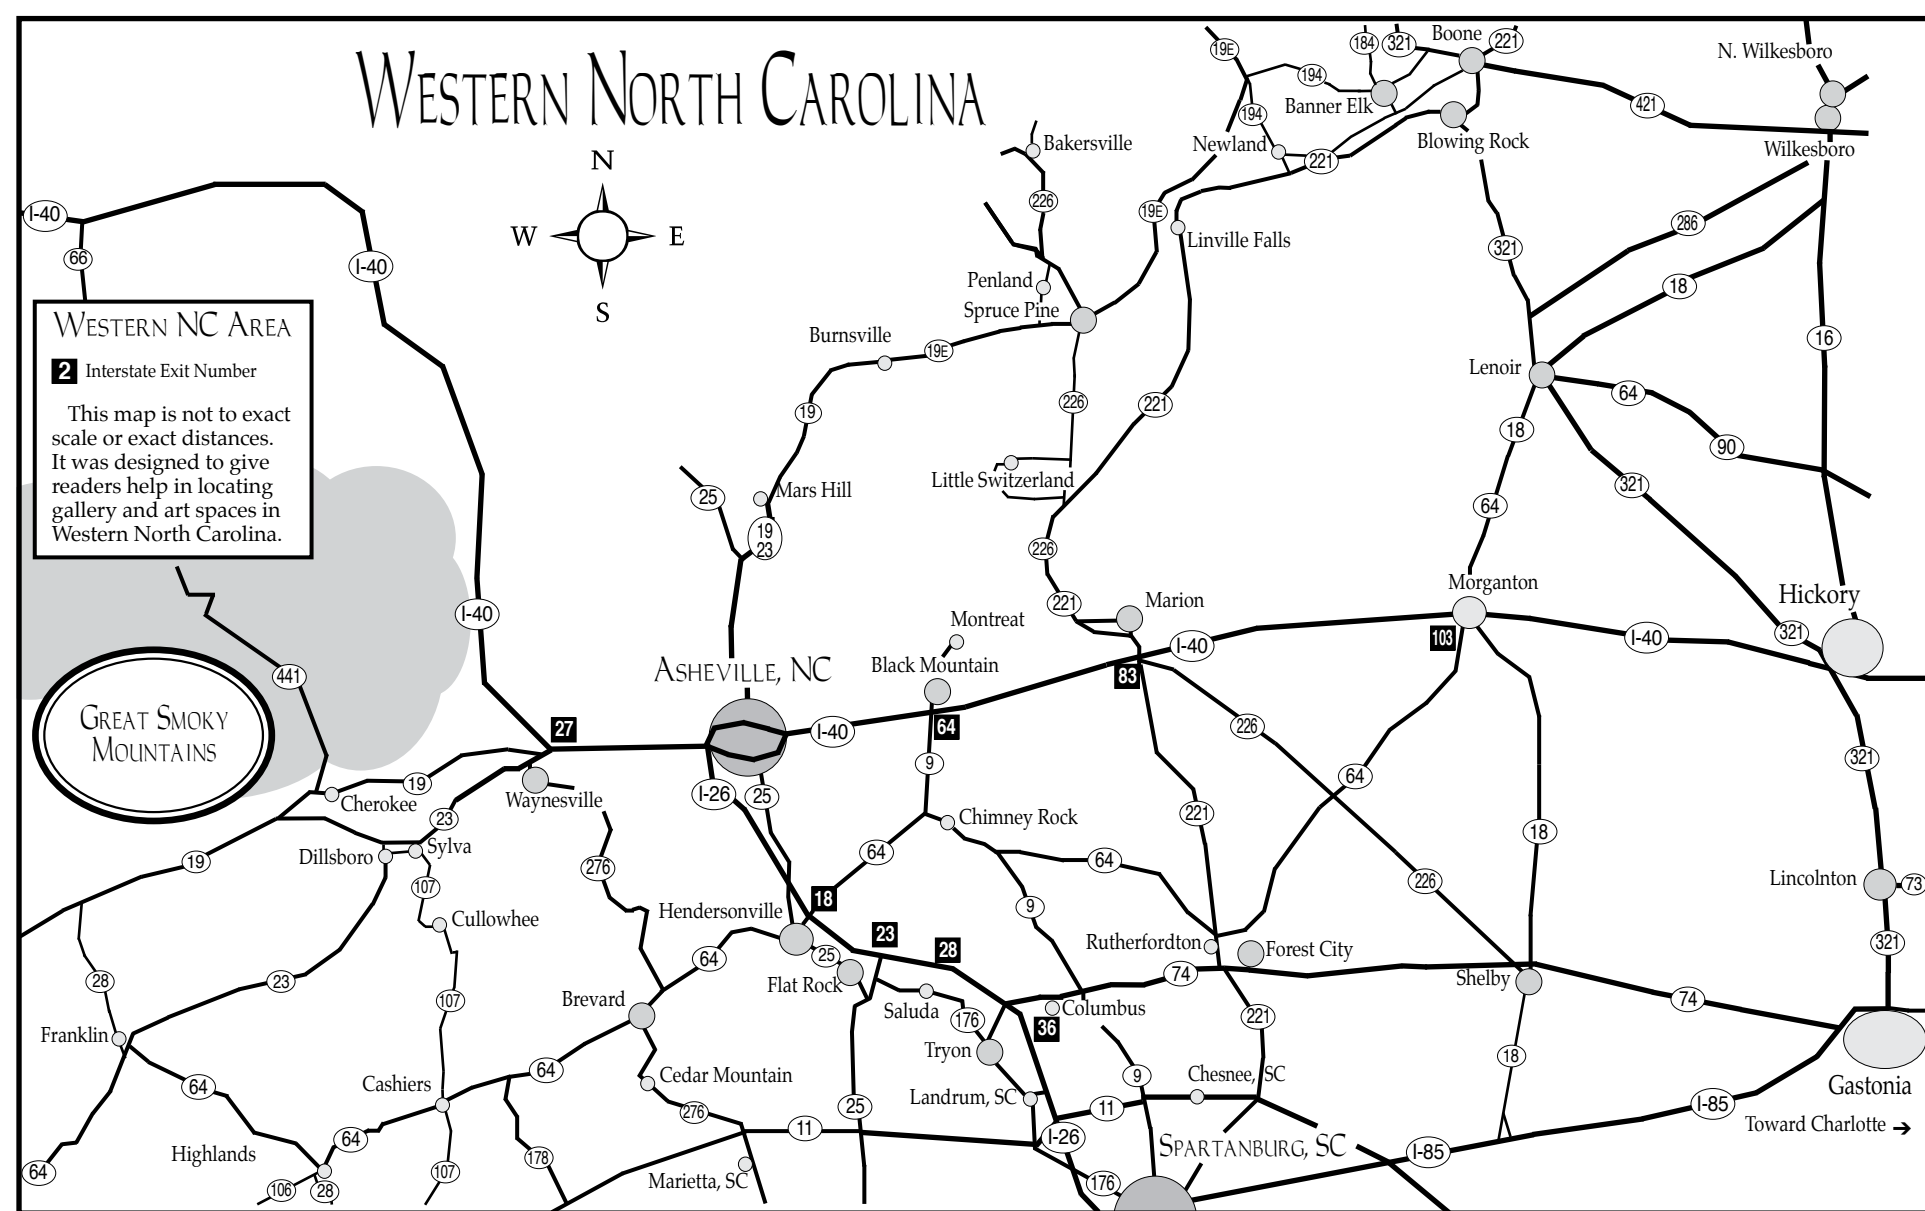 WESTERN NORTH CAROLINA
N
W E
S
WESTERN NC AREA
2 Interstate Exit Number
This map is not to exact
scale or exact distances.
It was designed to give
readers help in locating
gallery and art spaces in
Western North Carolina.
GREAT SMOKY
MOUNTAINS
I-40
66
I-40
I-40
441
27
19E
194
194
184
321
Boone
221
Banner Elk
Newland
221
Blowing Rock
421
N. Wilkesboro
Wilkesboro
Bakersville
226
19E
Linville Falls
321
286
18
16
Penland
Spruce Pine
Burnsville
19E
19
226
221
Lenoir
64
90
18
321
64
Little Switzerland
Mars Hill
25
19
23
226
221
Marion
Morganton
103
Hickory
321
I-40
I-40
Montreat
Black Mountain
83
64
ASHEVILLE, NC
I-40
9
226
64
321
I-26
25
Waynesville
Cherokee
19
23
Sylva
Dillsboro
19
107
Cullowhee
276
Chimney Rock
64
64
221
18
226
Lincolnton
73
321
18
Hendersonville
23
28
9
Rutherfordton
Forest City
74
Shelby
74
28
23
107
64
25
Flat Rock
Saluda
176
Columbus
36
221
Brevard
Franklin
Tryon
18
Gastonia
64
Cashiers
64
Cedar Mountain
276
25
Landrum, SC
9
Chesnee, SC
11
I-85
Toward Charlotte →
Highlands
64
11
I-26
SPARTANBURG, SC
I-85
64
106
28
107
178
Marietta, SC
176